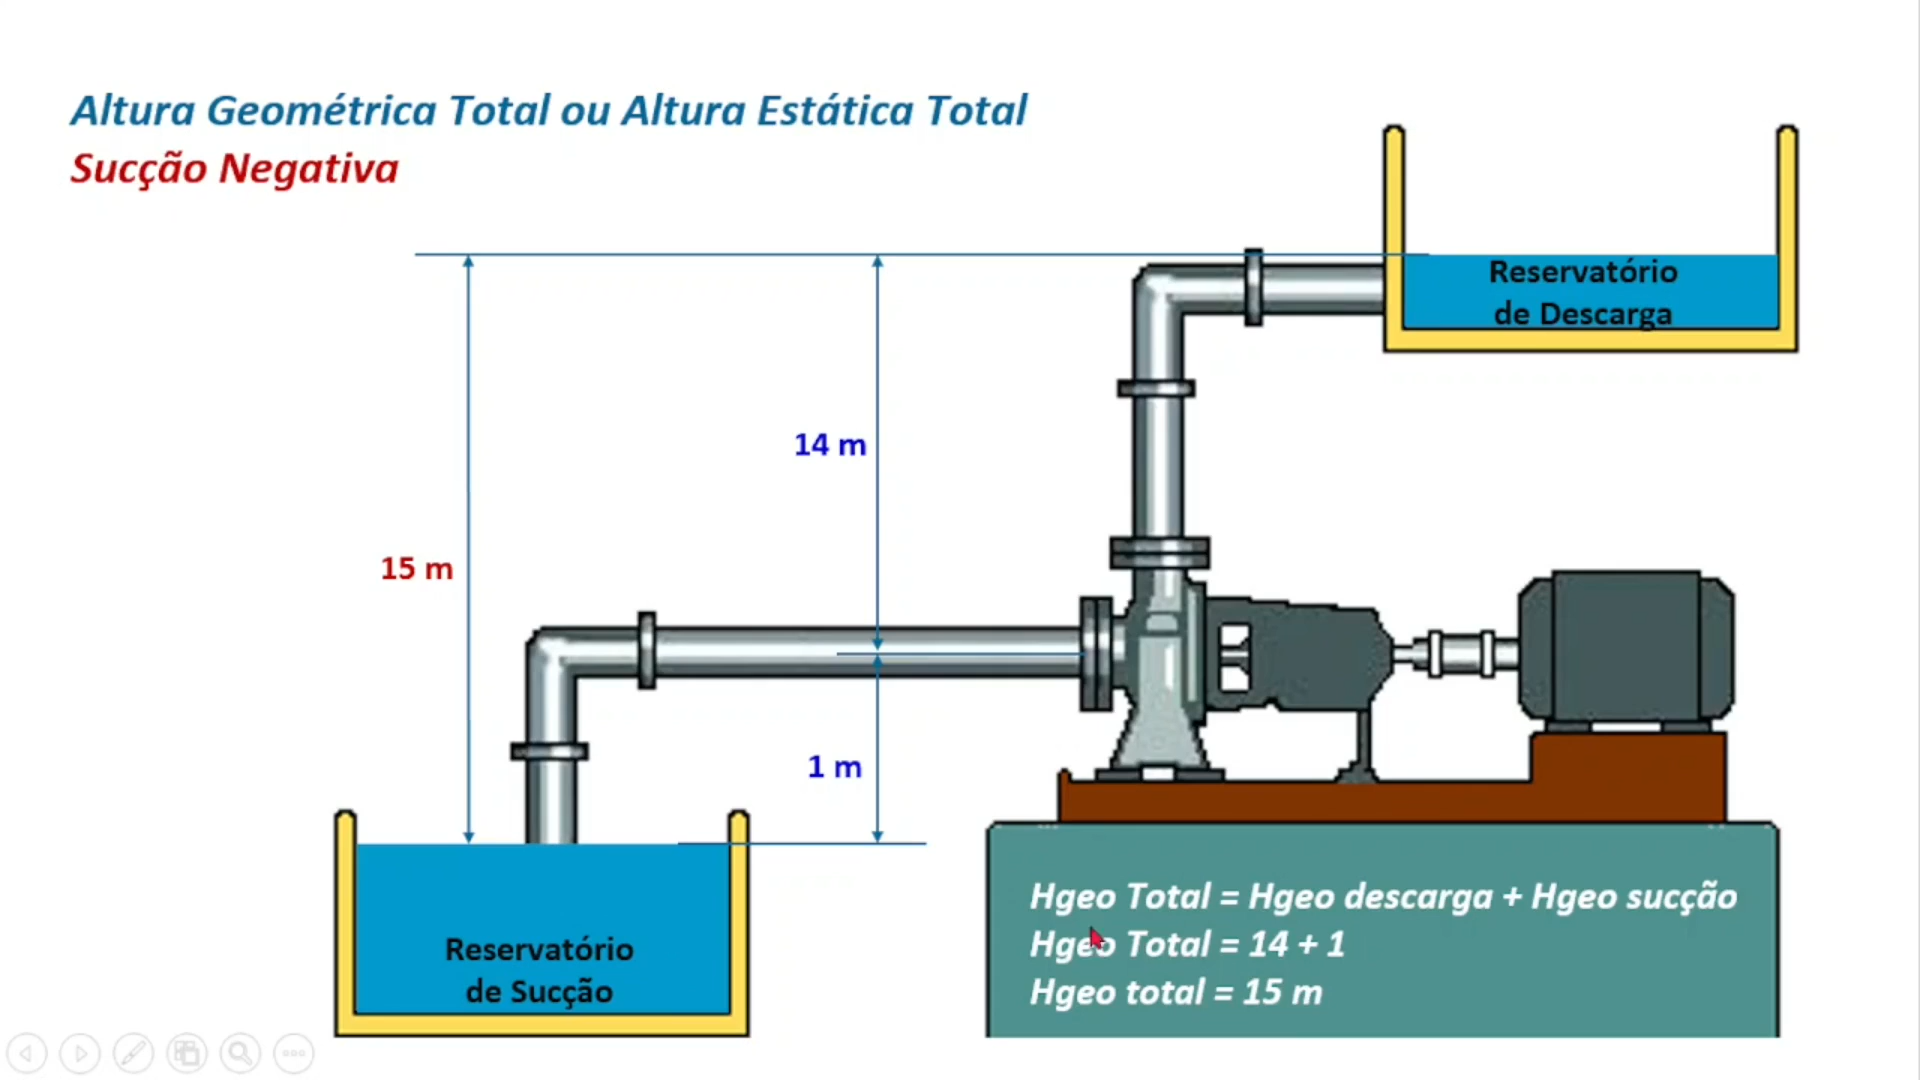 Altura Geométrica Total ou Altura Estática Total
Sucção Negativa
Reservatório
de Descarga
14 m
15 m
1 m
Reservatório
de Sucção
Hgeo Total = Hgeo descarga + Hgeo sucção
Hgeo Total = 14 + 1
Hgeo total = 15 m